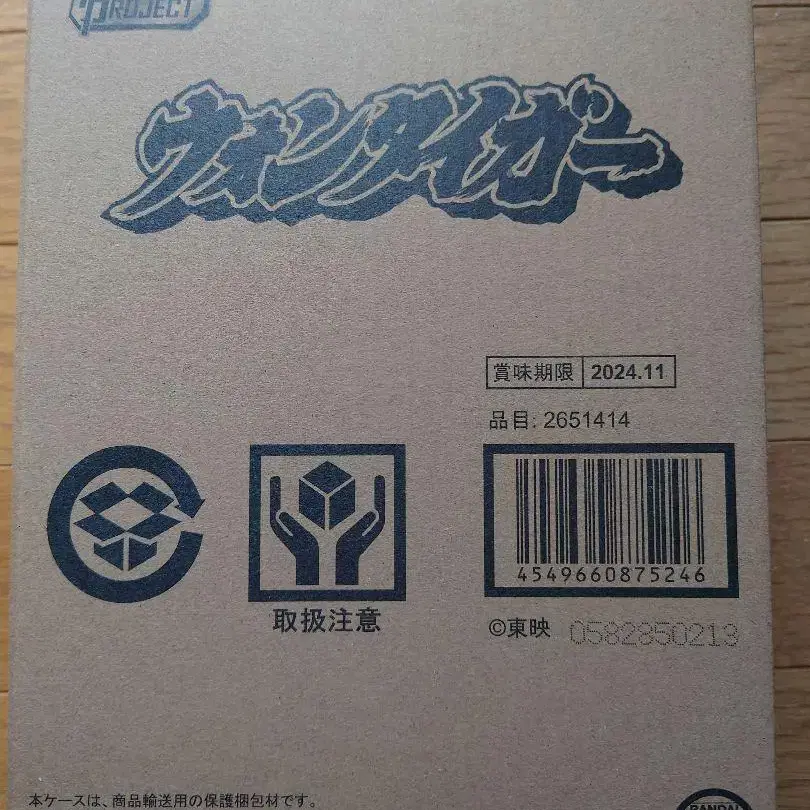 PROJECT
ウオンタイガー
賞味期限 2024.11
品目: 2651414
4549660875246
取扱注意
©東映 0582850213
本ケースは、商品輸送用の保護梱包材です。
BANDAI